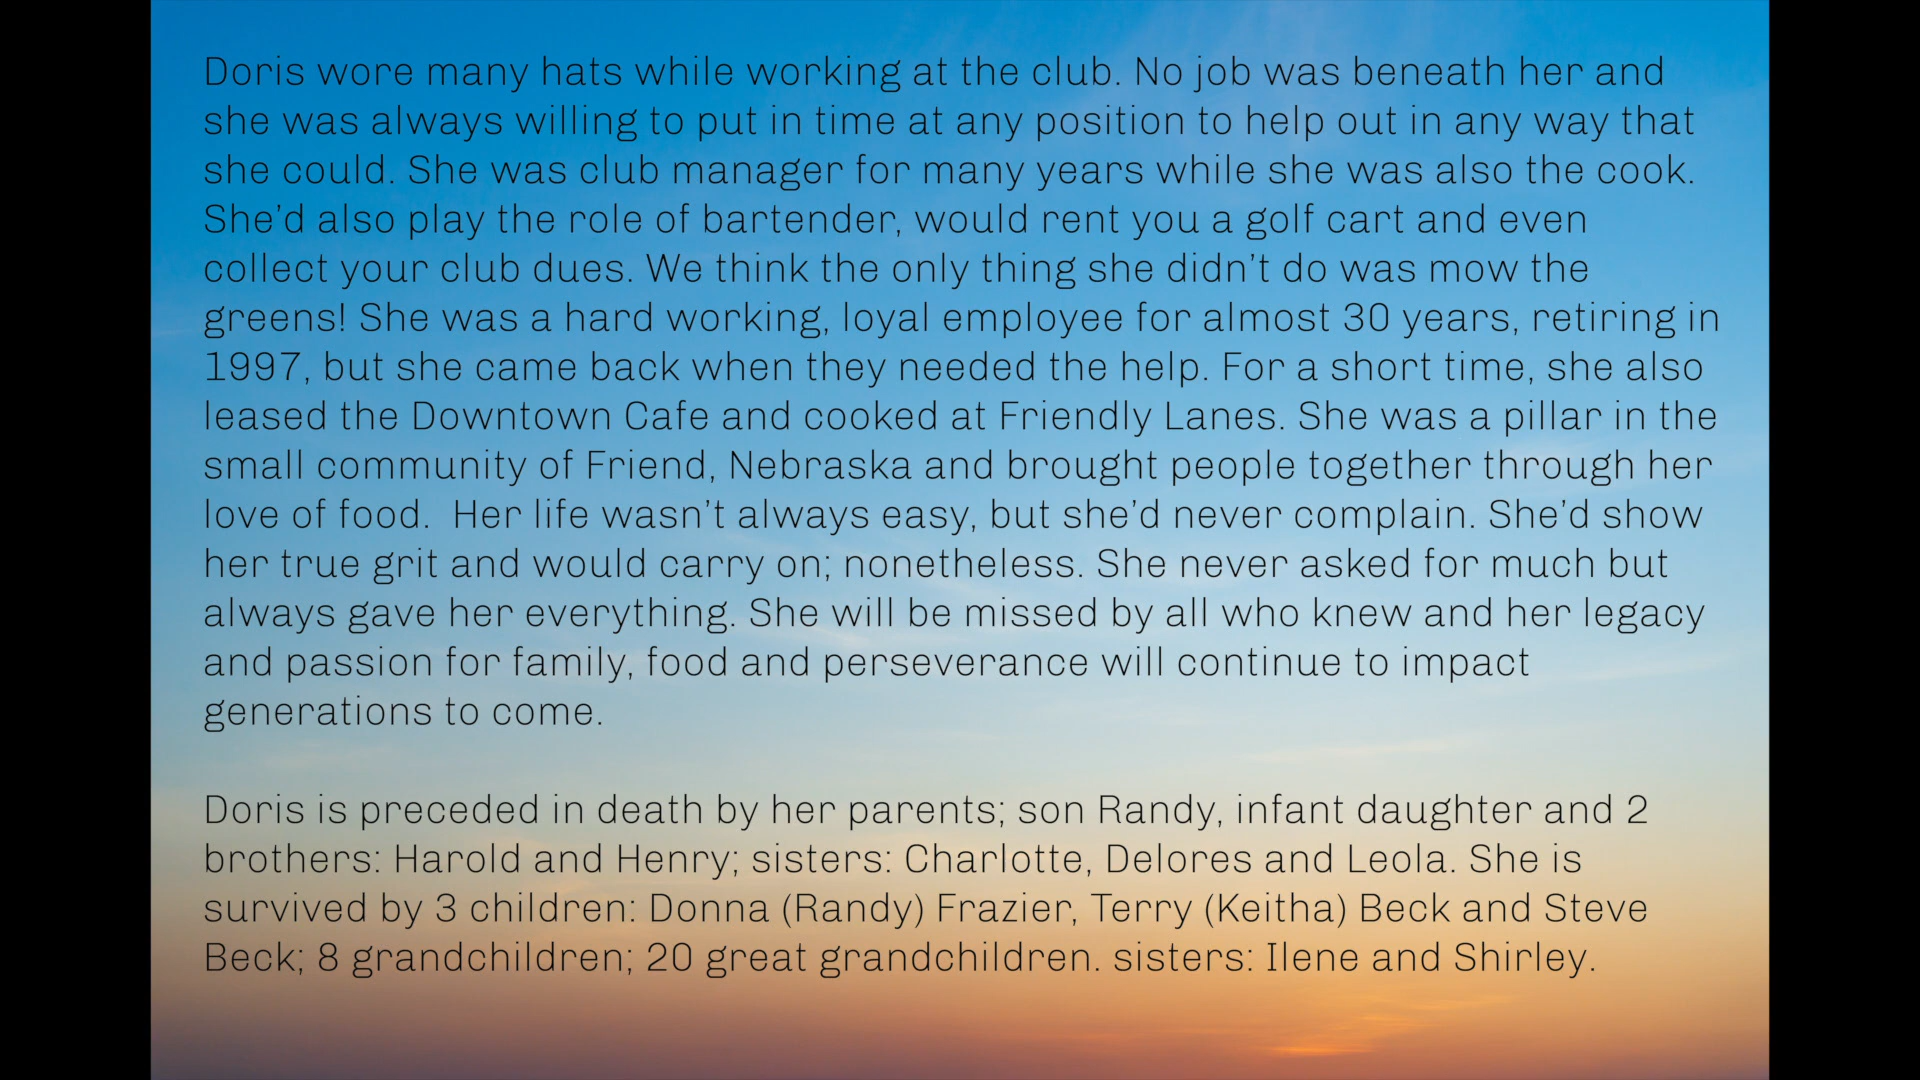 Doris wore many hats while working at the club. No job was beneath her and
she was always willing to put in time at any position to help out in any way that
she could. She was club manager for many years while she was also the cook.
She’d also play the role of bartender, would rent you a golf cart and even
collect your club dues. We think the only thing she didn’t do was mow the
greens! She was a hard working, loyal employee for almost 30 years, retiring in
1997, but she came back when they needed the help. For a short time, she also
leased the Downtown Cafe and cooked at Friendly Lanes. She was a pillar in the
small community of Friend, Nebraska and brought people together through her
love of food.  Her life wasn’t always easy, but she’d never complain. She’d show
her true grit and would carry on; nonetheless. She never asked for much but
always gave her everything. She will be missed by all who knew and her legacy
and passion for family, food and perseverance will continue to impact
generations to come.
Doris is preceded in death by her parents; son Randy, infant daughter and 2
brothers: Harold and Henry; sisters: Charlotte, Delores and Leola. She is
survived by 3 children: Donna (Randy) Frazier, Terry (Keitha) Beck and Steve
Beck; 8 grandchildren; 20 great grandchildren. sisters: Ilene and Shirley.